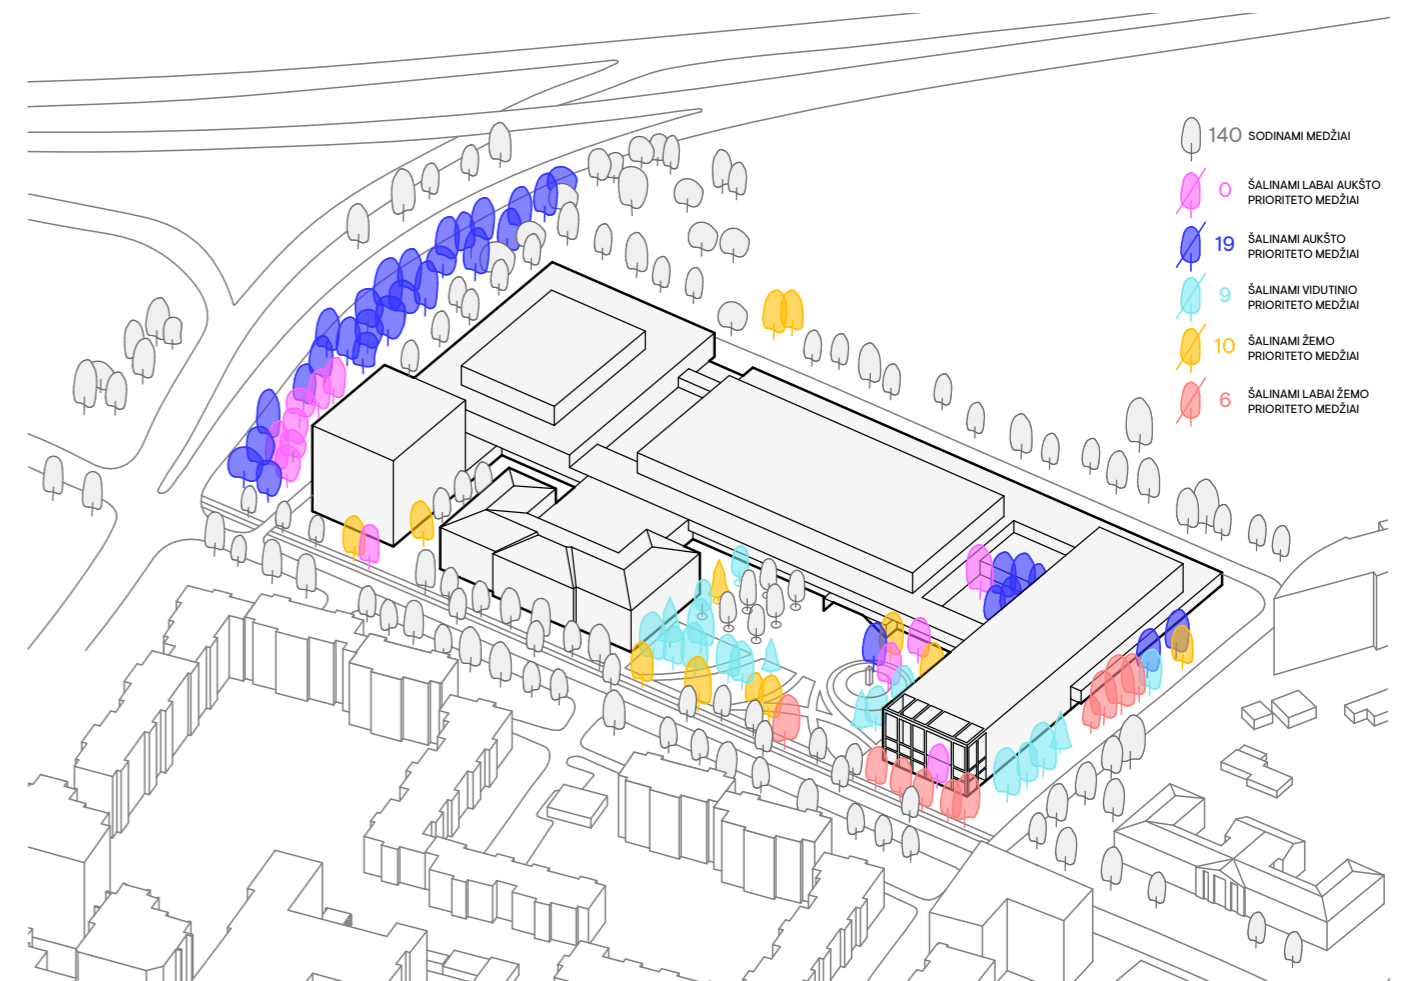 140 SODINAMI MEDŽIAI
0 ŠALINAMI LABAI AUKŠTO
PRIORITETO MEDŽIAI
19 ŠALINAMI AUKŠTO
PRIORITETO MEDŽIAI
9 ŠALINAMI VIDUTINIO
PRIORITETO MEDŽIAI
10 ŠALINAMI ŽEMO
PRIORITETO MEDŽIAI
6 ŠALINAMI LABAI ŽEMO
PRIORITETO MEDŽIAI